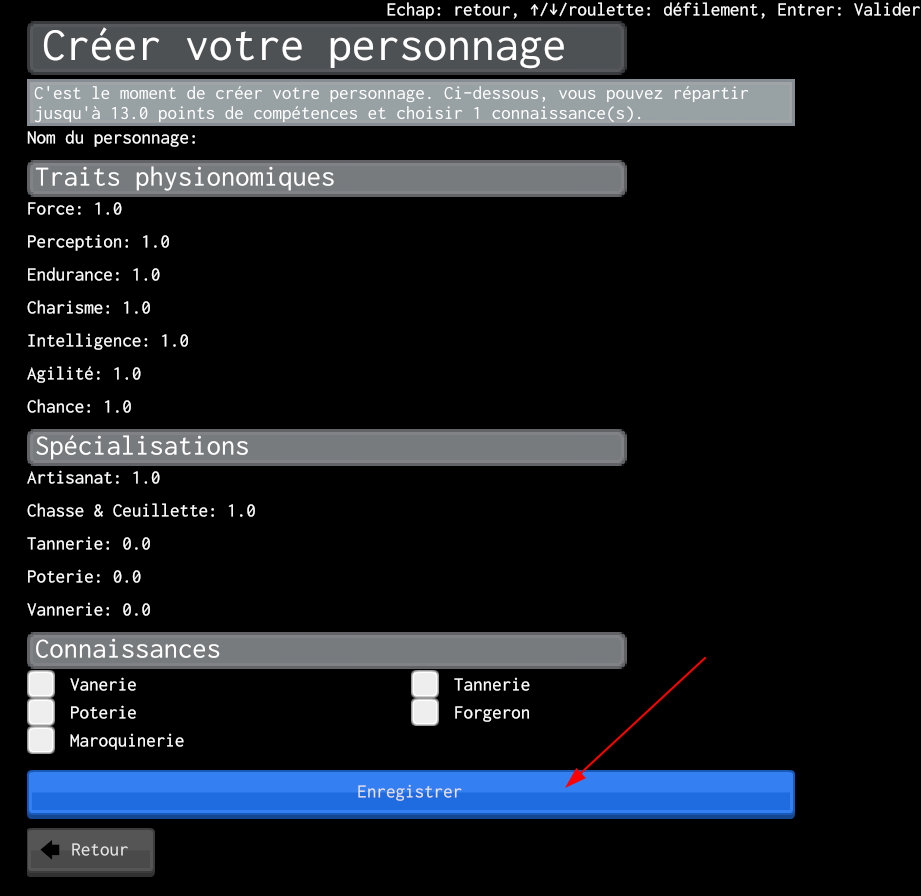 Echap: retour, ↑/↓/roulette: défilement, Entrer: Valider
Créer votre personnage
C'est le moment de créer votre personnage. Ci-dessous, vous pouvez répartir
jusqu'à 13.0 points de compétences et choisir 1 connaissance(s).
Nom du personnage:
Traits physionomiques
Force: 1.0
Perception: 1.0
Endurance: 1.0
Charisme: 1.0
Intelligence: 1.0
Agilité: 1.0
Chance: 1.0
Spécialisations
Artisanat: 1.0
Chasse & Ceuillette: 1.0
Tannerie: 0.0
Poterie: 0.0
Vannerie: 0.0
Connaissances
Vanerie Tannerie
Poterie Forgeron
Maroquinerie
Enregistrer
Retour